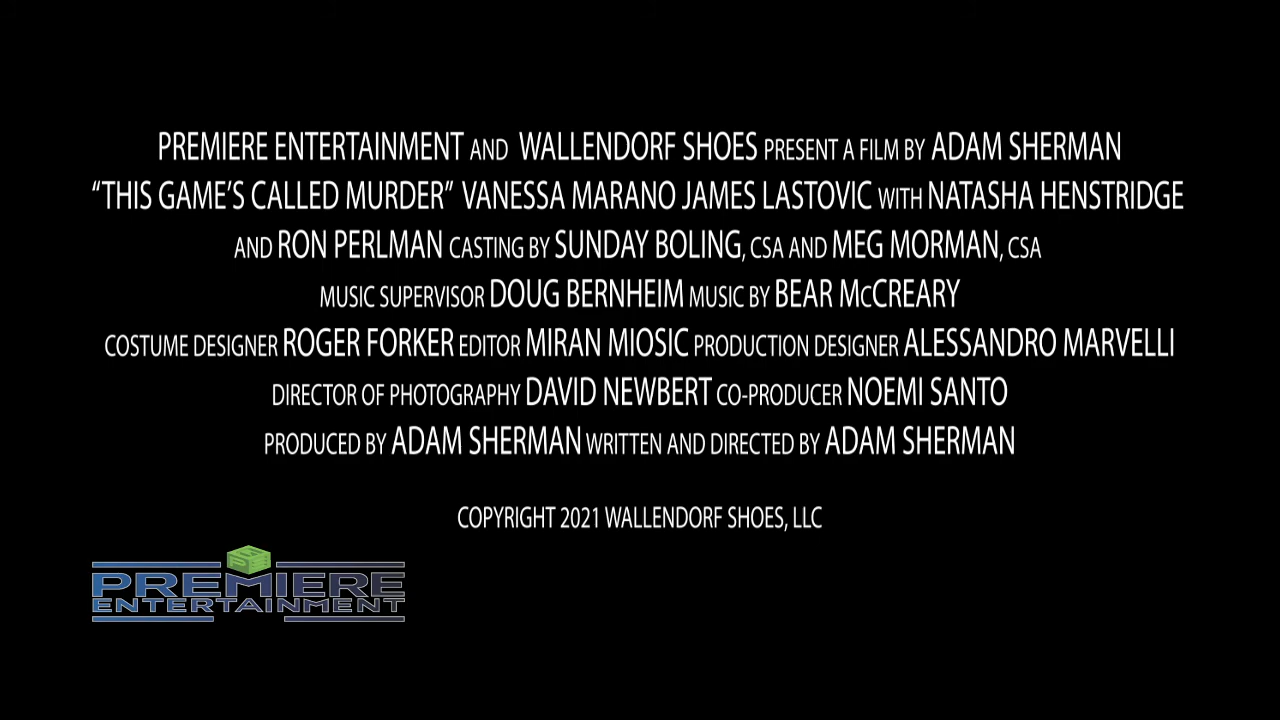 PREMIERE ENTERTAINMENT AND WALLENDORF SHOES PRESENT A FILM BY ADAM SHERMAN
“THIS GAME’S CALLED MURDER” VANESSA MARANO JAMES LASTOVIC WITH NATASHA HENSTRIDGE
AND RON PERLMAN CASTING BY SUNDAY BOLING, CSA AND MEG MORMAN, CSA
MUSIC SUPERVISOR DOUG BERNHEIM MUSIC BY BEAR McCREARY
COSTUME DESIGNER ROGER FORKER EDITOR MIRAN MIOSIC PRODUCTION DESIGNER ALESSANDRO MARVELLI
DIRECTOR OF PHOTOGRAPHY DAVID NEWBERT CO-PRODUCER NOEMI SANTO
PRODUCED BY ADAM SHERMAN WRITTEN AND DIRECTED BY ADAM SHERMAN
COPYRIGHT 2021 WALLENDORF SHOES, LLC
PREMIERE
ENTERTAINMENT